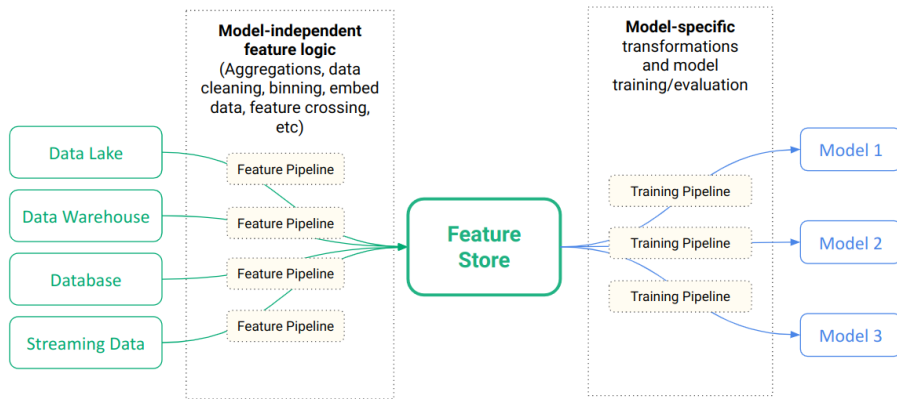 Model-independent
feature logic
(Aggregations, data
cleaning, binning, embed
data, feature crossing,
etc)
Model-specific
transformations
and model
training/evaluation
Data Lake
Data Warehouse
Database
Streaming Data
Feature Pipeline
Feature Pipeline
Feature Pipeline
Feature Pipeline
Feature
Store
Training Pipeline
Training Pipeline
Training Pipeline
Model 1
Model 2
Model 3